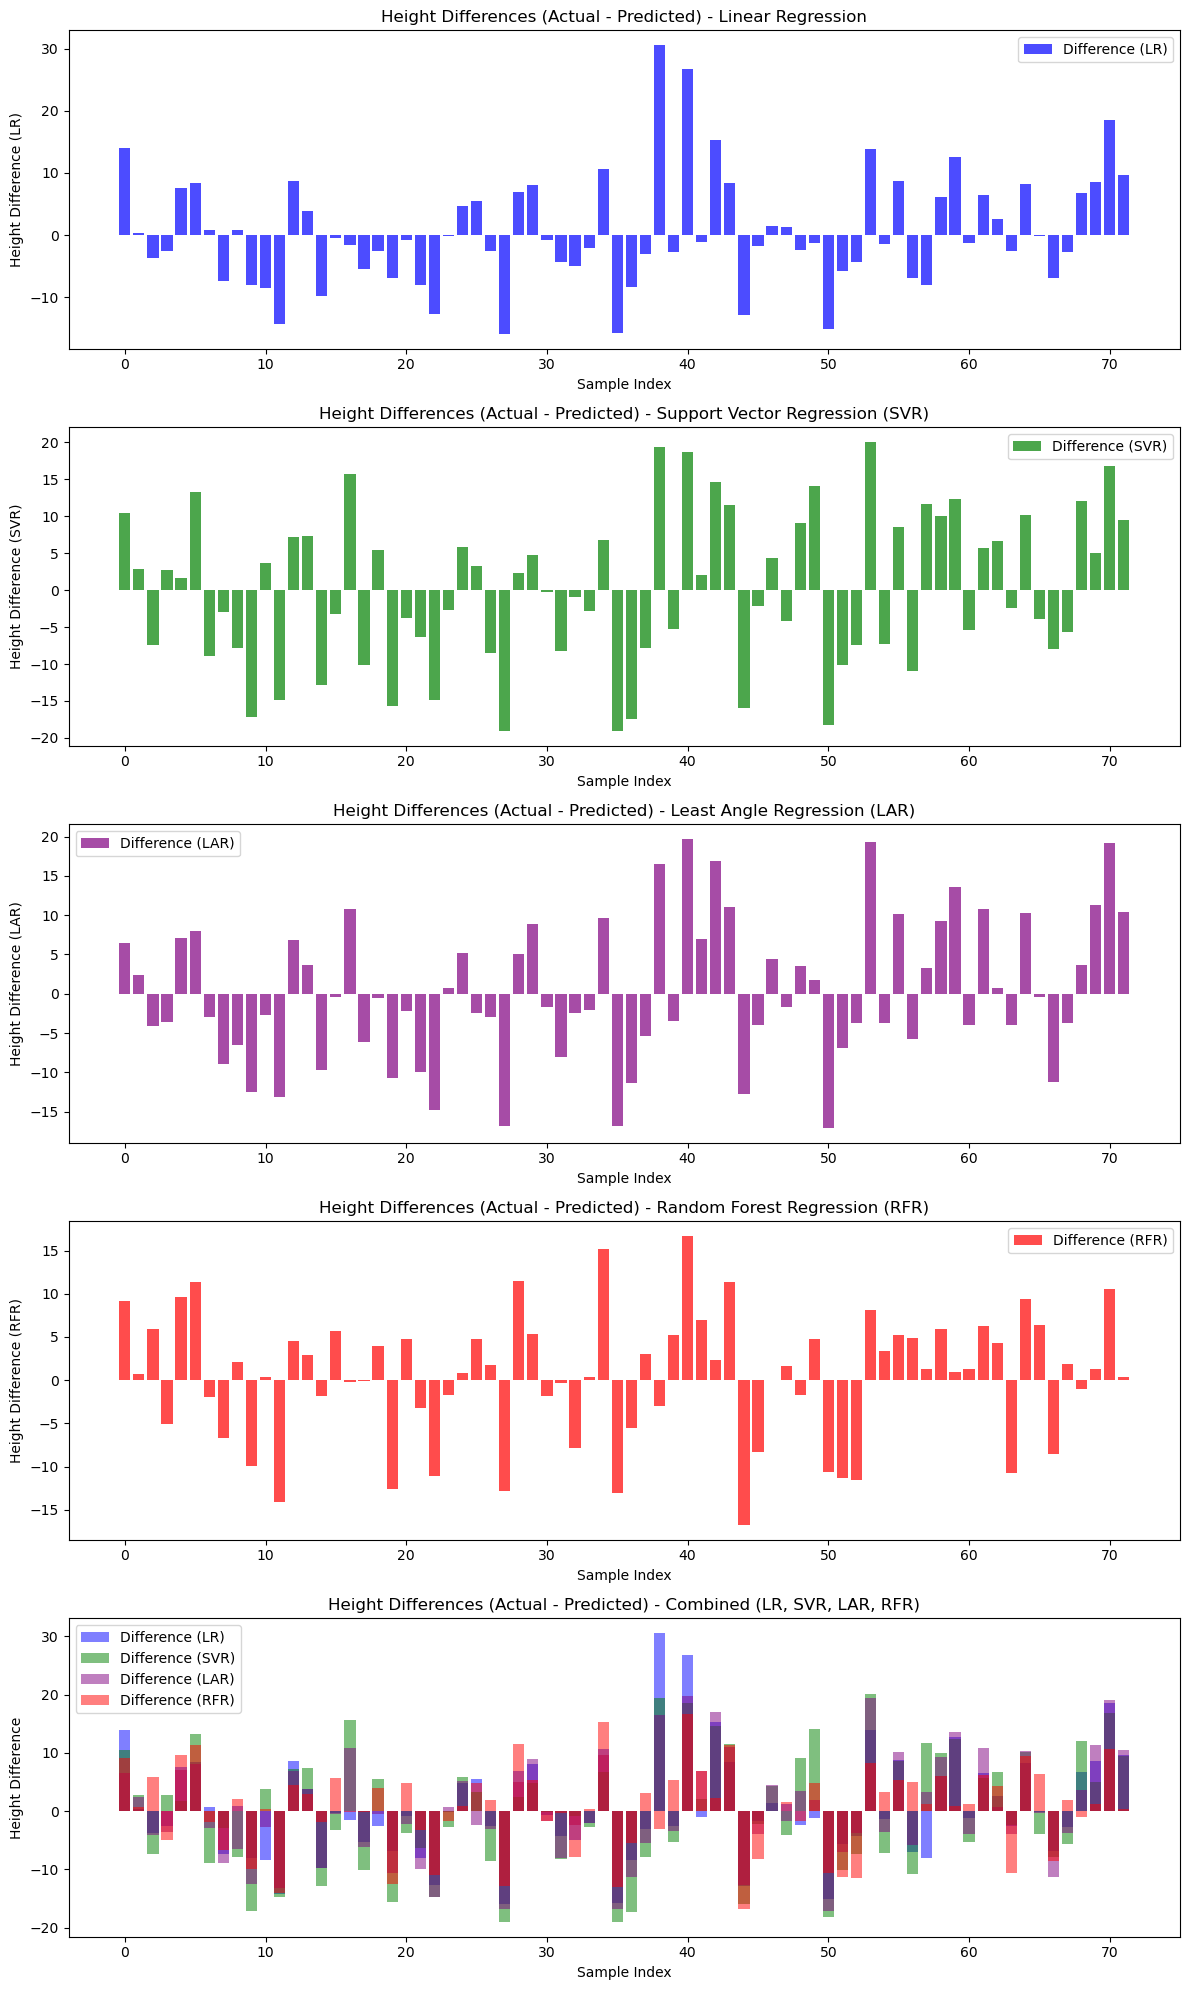 Height Differences (Actual - Predicted) - Linear Regression
Difference (LR)
Height Difference (LR)
30
20
10
0
−10
0 10 20 30 40 50 60 70
Sample Index
Height Differences (Actual - Predicted) - Support Vector Regression (SVR)
Difference (SVR)
Height Difference (SVR)
20
15
10
5
0
−5
−10
−15
−20
0 10 20 30 40 50 60 70
Sample Index
Height Differences (Actual - Predicted) - Least Angle Regression (LAR)
Difference (LAR)
Height Difference (LAR)
20
15
10
5
0
−5
−10
−15
0 10 20 30 40 50 60 70
Sample Index
Height Differences (Actual - Predicted) - Random Forest Regression (RFR)
Difference (RFR)
Height Difference (RFR)
15
10
5
0
−5
−10
−15
0 10 20 30 40 50 60 70
Sample Index
Height Differences (Actual - Predicted) - Combined (LR, SVR, LAR, RFR)
Difference (LR)
Difference (SVR)
Difference (LAR)
Difference (RFR)
Height Difference
30
20
10
0
−10
−20
0 10 20 30 40 50 60 70
Sample Index